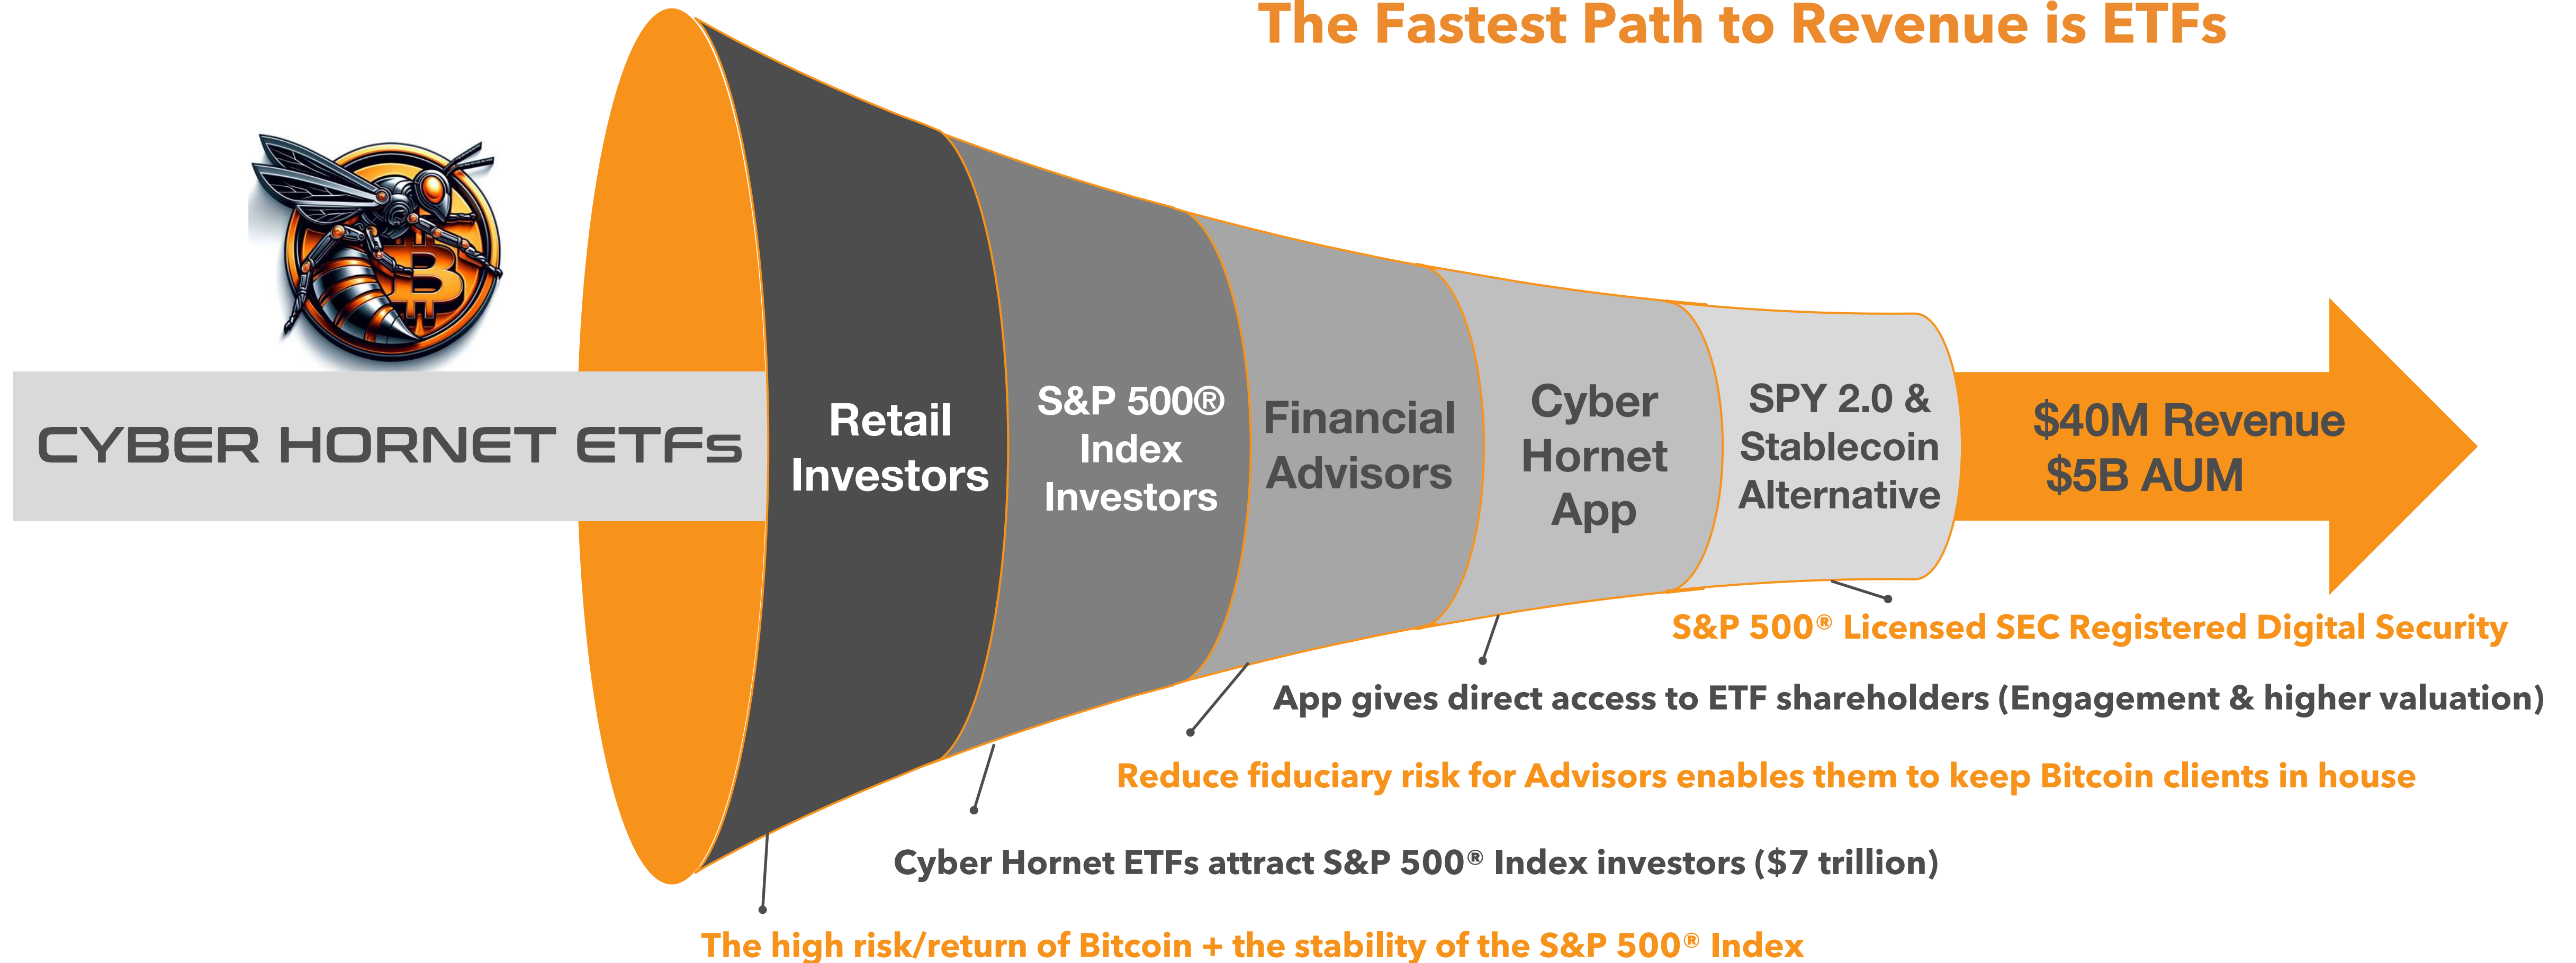 The Fastest Path to Revenue is ETFs
CYBER HORNET ETFs
Retail
Investors
S&P 500®
Index
Investors
Financial
Advisors
Cyber
Hornet
App
SPY 2.0 &
Stablecoin
Alternative
$40M Revenue
$5B AUM
S&P 500® Licensed SEC Registered Digital Security
App gives direct access to ETF shareholders (Engagement & higher valuation)
Reduce fiduciary risk for Advisors enables them to keep Bitcoin clients in house
Cyber Hornet ETFs attract S&P 500® Index investors ($7 trillion)
The high risk/return of Bitcoin + the stability of the S&P 500® Index